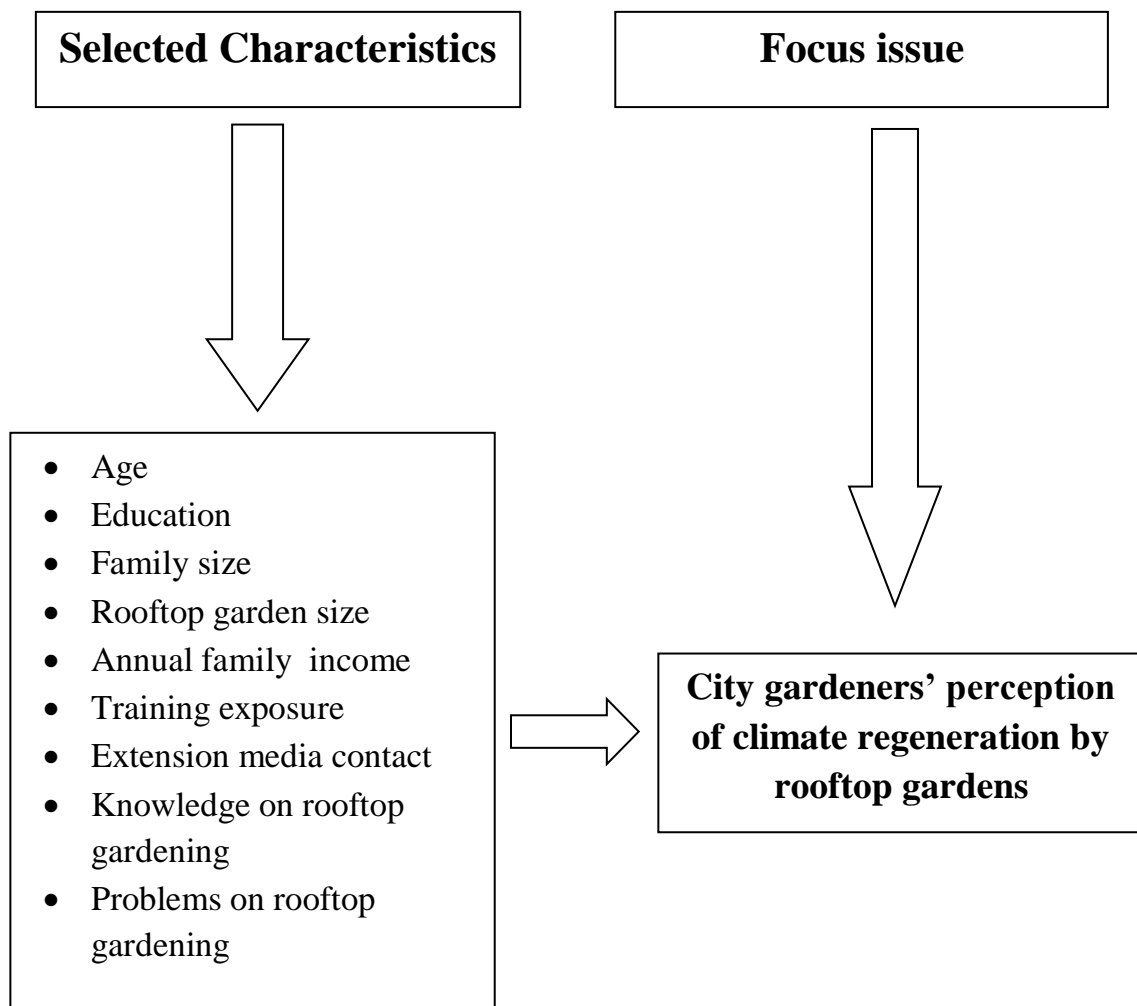 Selected Characteristics
Focus issue
• Age
• Education
• Family size
• Rooftop garden size
• Annual family  income
• Training exposure
• Extension media contact
• Knowledge on rooftop
gardening
• Problems on rooftop
gardening
City gardeners’ perception
of climate regeneration by
rooftop gardens